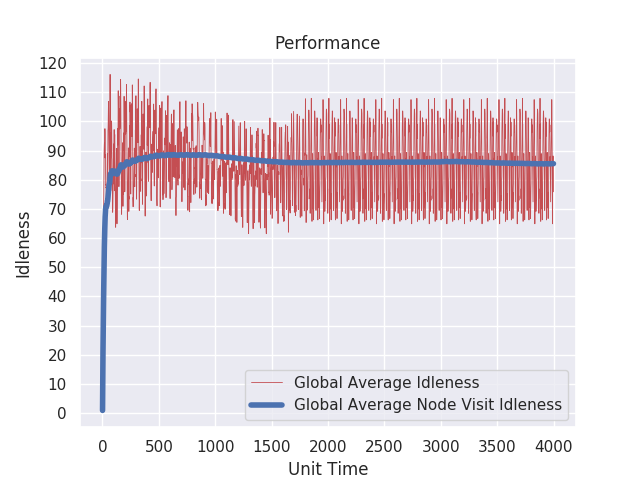 Performance
120
110
100
90
80
70
60
50
40
30
20
10
0
Idleness
Global Average Idleness
Global Average Node Visit Idleness
0 500 1000 1500 2000 2500 3000 3500 4000
Unit Time